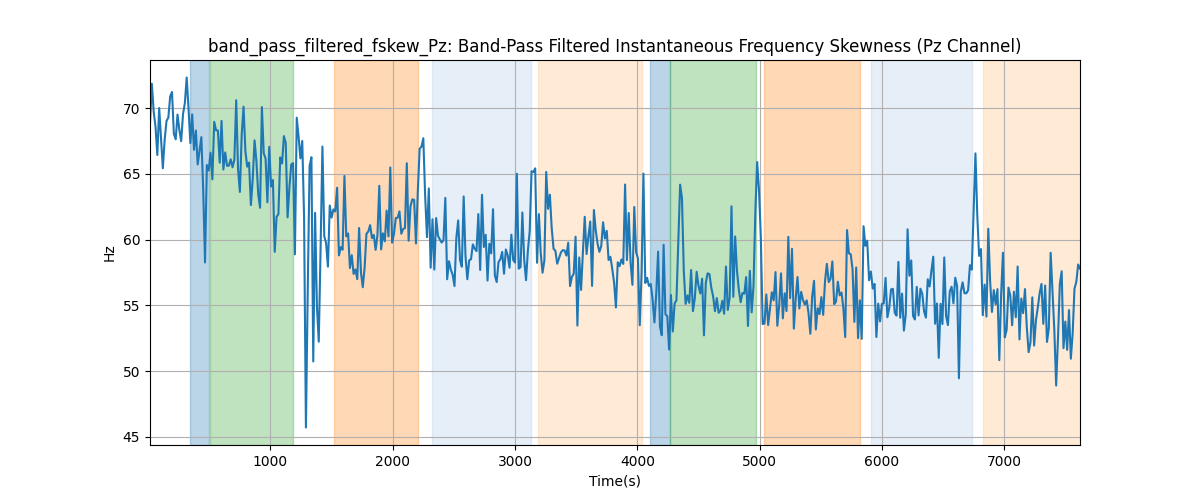 band_pass_filtered_fskew_Pz: Band-Pass Filtered Instantaneous Frequency Skewness (Pz Channel)
70
65
60
55
50
45
Hz
1000 2000 3000 4000 5000 6000 7000
Time(s)